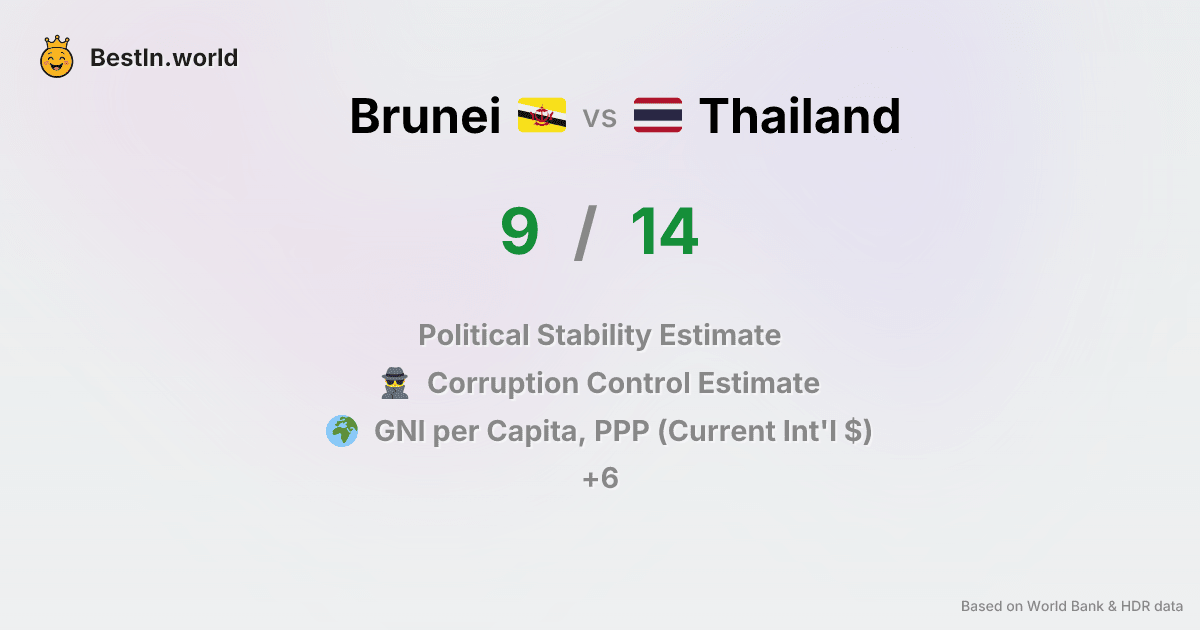 BestIn.world
Brunei vs Thailand
9 / 14
Political Stability Estimate
Corruption Control Estimate
GNI per Capita, PPP (Current Int'l $)
+6
Based on World Bank & HDR data